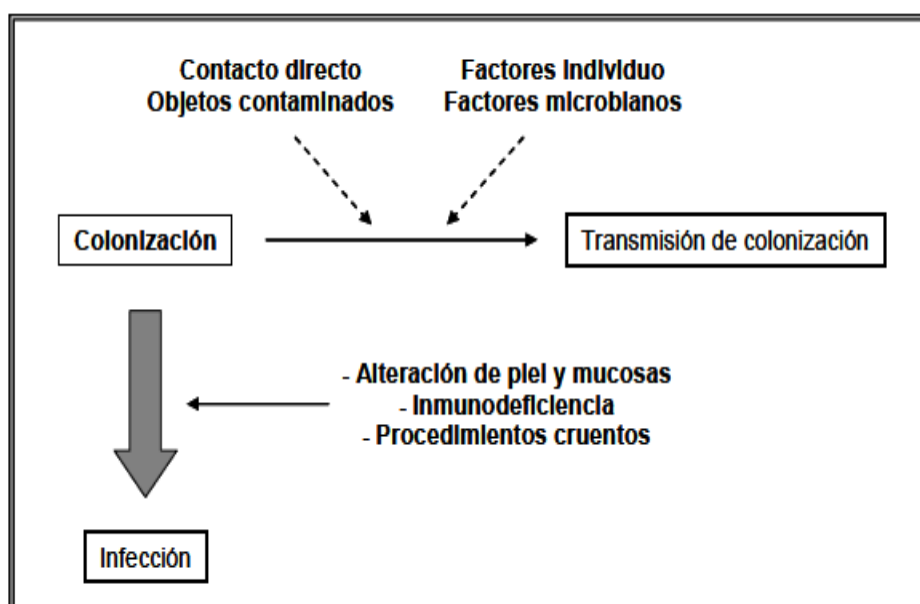 Contacto directo
Objetos contaminados
Factores individuo
Factores microbianos
Colonización
Transmisión de colonización
- Alteración de piel y mucosas
- Inmunodeficiencia
- Procedimientos cruentos
Infección